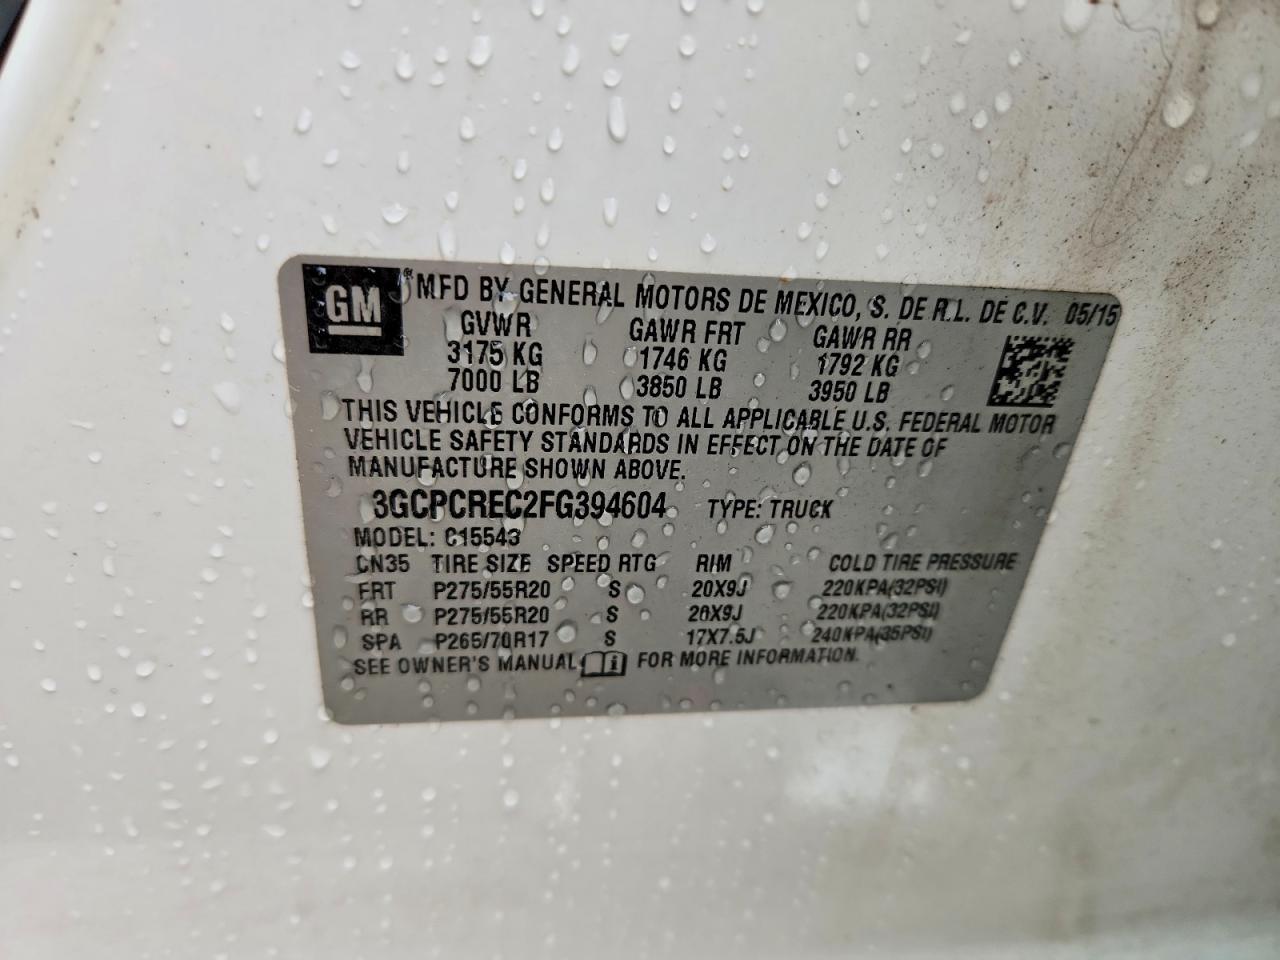 GM ® MFD BY GENERAL MOTORS DE MEXICO, S. DE R.L. DE C.V. 05/15
GVWR GAWR FRT GAWR RR
3175 KG 1746 KG 1792 KG
7000 LB 3850 LB 3950 LB
THIS VEHICLE CONFORMS TO ALL APPLICABLE U.S. FEDERAL MOTOR
VEHICLE SAFETY STANDARDS IN EFFECT ON THE DATE OF
MANUFACTURE SHOWN ABOVE.
3GCPCREC2FG394604 TYPE: TRUCK
MODEL: C15543
CN35 TIRE SIZE SPEED RTG RIM COLD TIRE PRESSURE
FRT P275/55R20 S 20X9J 220KPA(32PSI)
RR P275/55R20 S 20X9J 220KPA(32PSI)
SPA P265/70R17 S 17X7.5J 240KPA(35PSI)
SEE OWNER'S MANUAL FOR MORE INFORMATION.